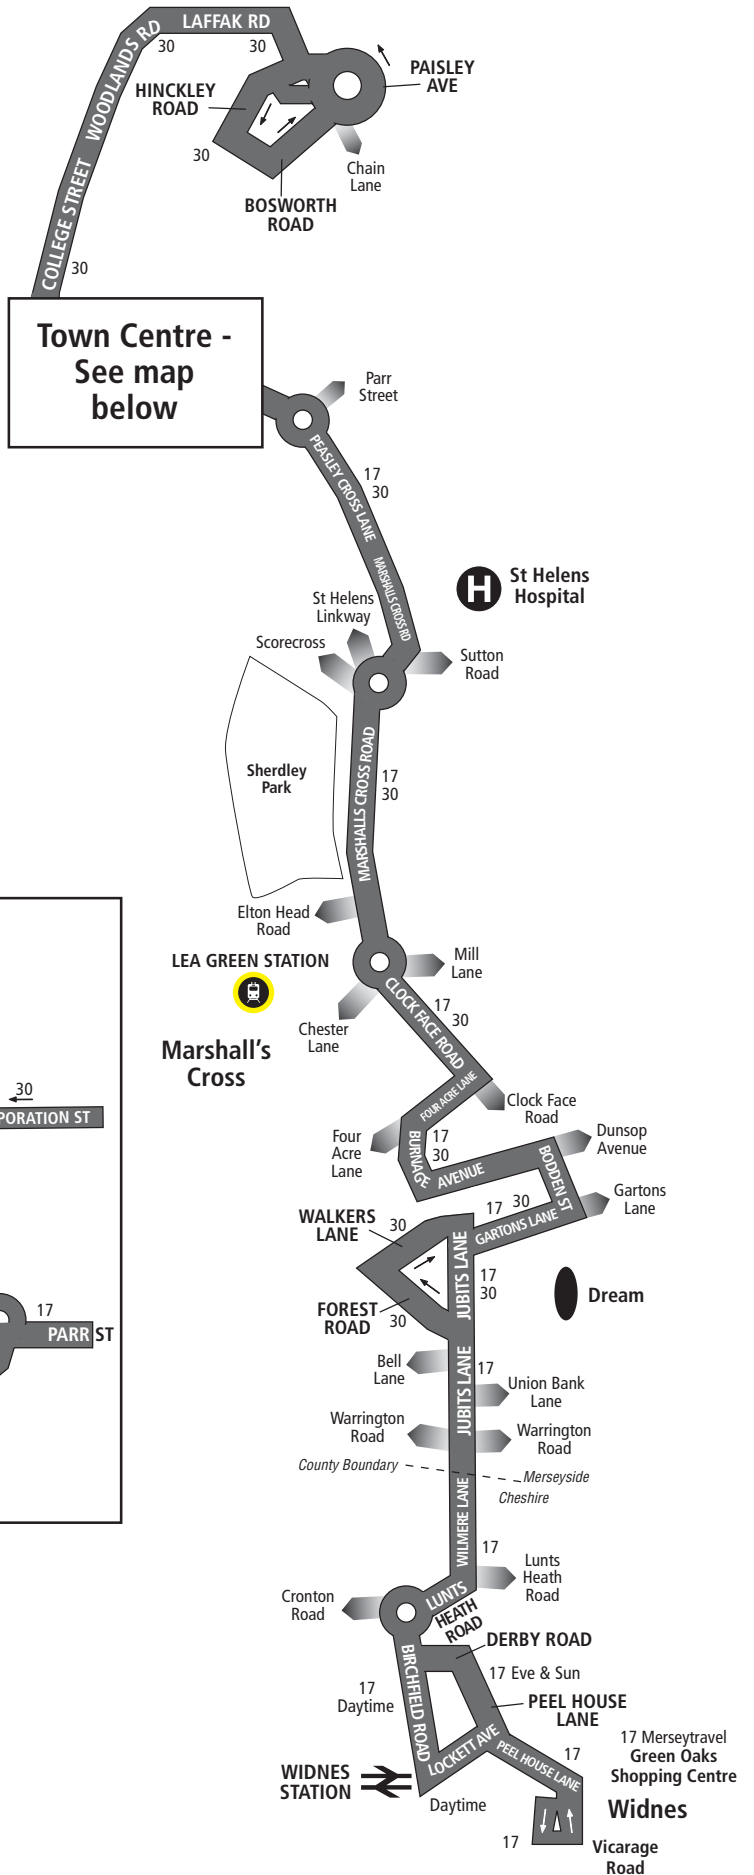 LAFFAK RD
30
30
WOODLANDS RD
PAISLEY
AVE
HINCKLEY
ROAD
30
Chain
Lane
BOSWORTH
ROAD
COLLEGE STREET
30
Town Centre -
See map
below
Parr
Street
PEASLEY CROSS LANE
17
30
MARSHALLS CROSS RD
H
St Helens
Hospital
St Helens
Linkway
Scorecross
Sutton
Road
Sherdley
Park
MARSHALLS CROSS ROAD
17
30
Elton Head
Road
LEA GREEN STATION
Mill
Lane
Chester
Lane
CLOCK FACE ROAD
17
30
Marshall's
Cross
30
PORATION ST
FOUR ACRE LANE
Clock Face
Road
Four
Acre
Lane
17
30
BURNAGE
AVENUE
Dunsop
Avenue
BODDEN ST
Gartons
Lane
17 30
GARTONS LANE
WALKERS
LANE
30
JUBITS LANE
17
30
Dream
FOREST
ROAD
30
17
PARR ST
Bell
Lane
JUBITS LANE
17
Union Bank
Lane
Warrington
Road
Warrington
Road
County Boundary
Merseyside
Cheshire
WILMERE LANE
17
Lunts
Heath
Road
Cronton
Road
LUNTS
HEATH
ROAD
DERBY ROAD
17 Eve & Sun
BIRCHFIELD ROAD
17
Daytime
PEEL HOUSE
LANE
LOCKETT AVE
PEEL HOUSE LANE
17
17 Merseytravel
Green Oaks
Shopping Centre
WIDNES
STATION
Daytime
Widnes
17
Vicarage
Road